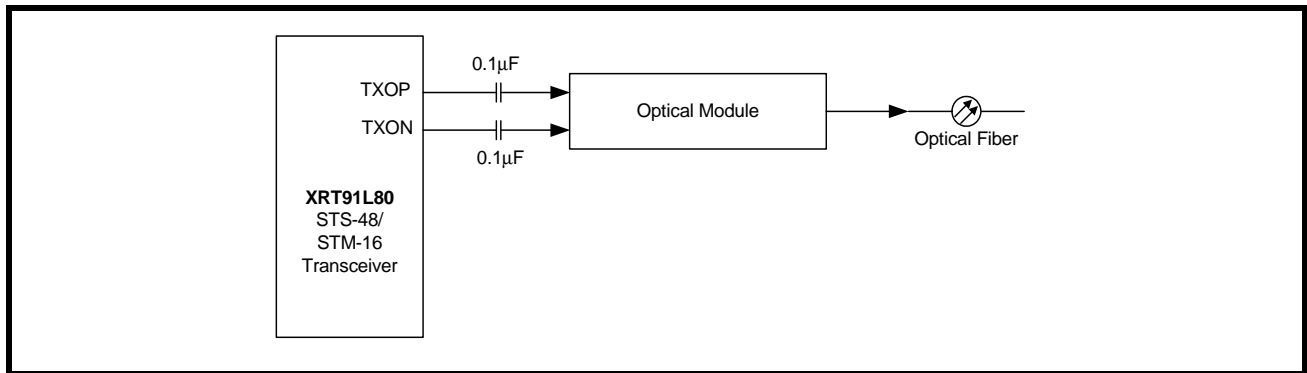 0.1μF
TXOP
TXON
0.1μF
Optical Module
Optical Fiber
XRT91L80
STS-48/
STM-16
Transceiver